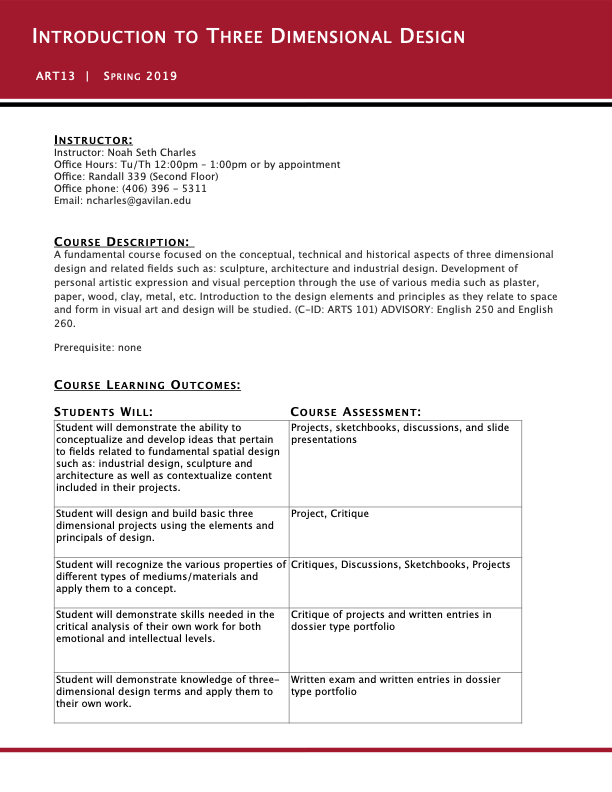 Introduction to Three Dimensional Design
ART13 | Spring 2019
Instructor:
Instructor: Noah Seth Charles
Office Hours: Tu/Th 12:00pm – 1:00pm or by appointment
Office: Randall 339 (Second Floor)
Office phone: (406) 396 – 5311
Email: ncharles@gavilan.edu
Course Description:
A fundamental course focused on the conceptual, technical and historical aspects of three dimensional
design and related fields such as: sculpture, architecture and industrial design. Development of
personal artistic expression and visual perception through the use of various media such as plaster,
paper, wood, clay, metal, etc. Introduction to the design elements and principles as they relate to space
and form in visual art and design will be studied. (C-ID: ARTS 101) ADVISORY: English 250 and English
260.
Prerequisite: none
Course Learning Outcomes:
Students Will: Course Assessment:
Student will demonstrate the ability to
conceptualize and develop ideas that pertain
to fields related to fundamental spatial design
such as: industrial design, sculpture and
architecture as well as contextualize content
included in their projects.
Projects, sketchbooks, discussions, and slide
presentations
Student will design and build basic three
dimensional projects using the elements and
principals of design.
Project, Critique
Student will recognize the various properties of
different types of mediums/materials and
apply them to a concept.
Critiques, Discussions, Sketchbooks, Projects
Student will demonstrate skills needed in the
critical analysis of their own work for both
emotional and intellectual levels.
Critique of projects and written entries in
dossier type portfolio
Student will demonstrate knowledge of three-
dimensional design terms and apply them to
their own work.
Written exam and written entries in dossier
type portfolio